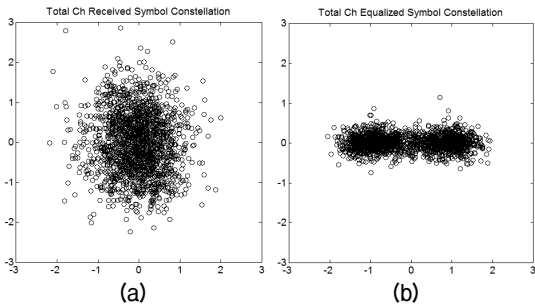 Total Ch Received Symbol Constellation
3
2
1
0
-1
-2
-3
-3 -2 -1 0 1 2 3
(a)
Total Ch Equalized Symbol Constellation
3
2
1
0
-1
-2
-3
-3 -2 -1 0 1 2 3
(b)